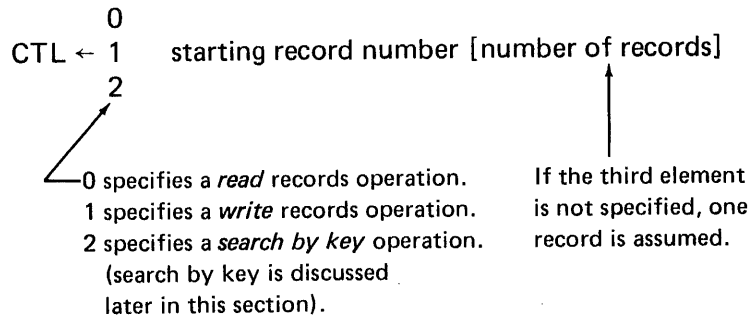 0
CTL ← 1 starting record number [number of records]
2
0 specifies a read records operation.
1 specifies a write records operation.
2 specifies a search by key operation.
(search by key is discussed
later in this section).
If the third element
is not specified, one
record is assumed.